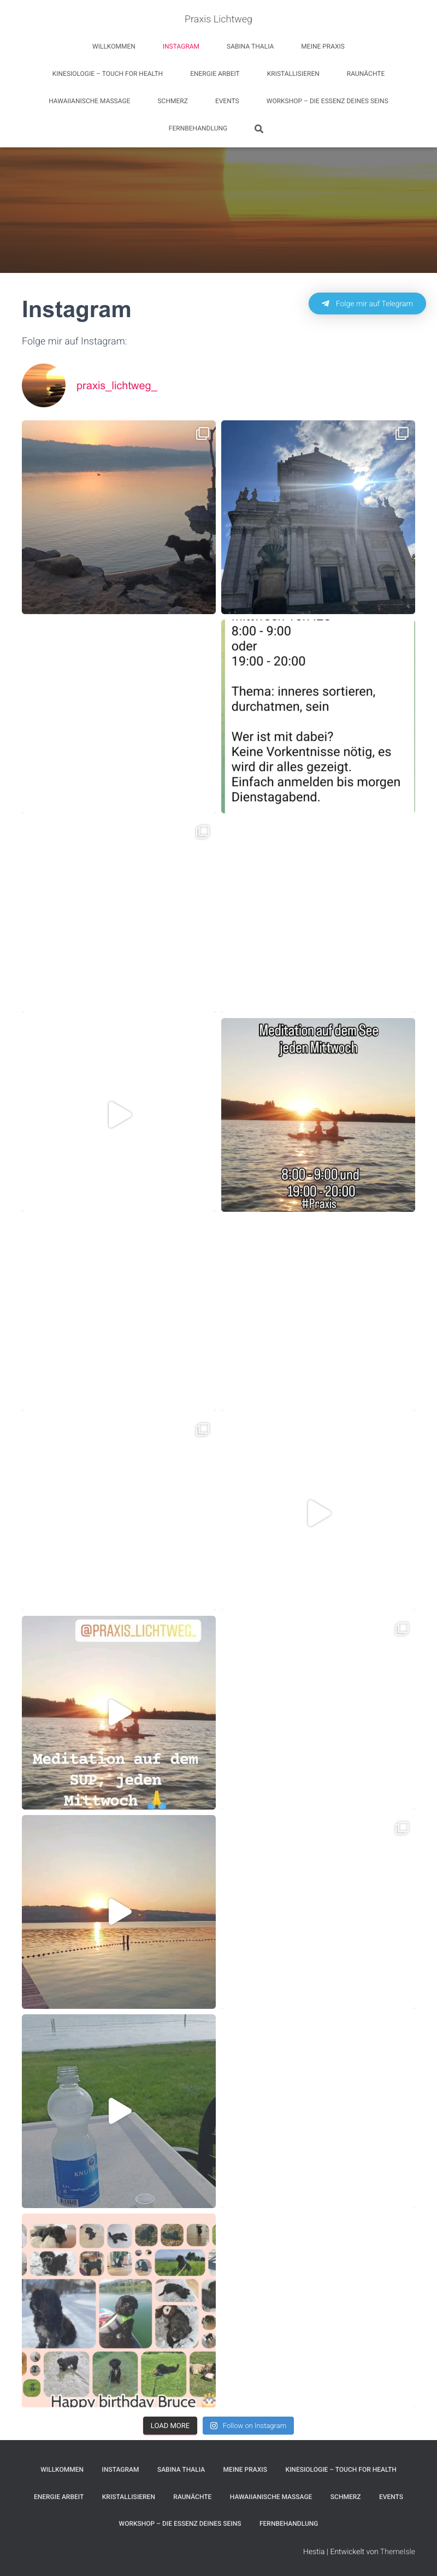 Praxis Lichtweg
WILLKOMMEN INSTAGRAM SABINA THALIA MEINE PRAXIS
KINESIOLOGIE – TOUCH FOR HEALTH ENERGIE ARBEIT KRISTALLISIEREN RAUNÄCHTE
HAWAIIANISCHE MASSAGE SCHMERZ EVENTS WORKSHOP – DIE ESSENZ DEINES SEINS
FERNBEHANDLUNG
Folge mir auf Telegram
Instagram
Folge mir auf Instagram:
praxis_lichtweg_
8:00 - 9:00
oder
19:00 - 20:00
Thema: inneres sortieren,
durchatmen, sein
Wer ist mit dabei?
Keine Vorkentnisse nötig, es
wird dir alles gezeigt.
Einfach anmelden bis morgen
Dienstagabend.
Meditation auf dem See
jeden Mittwoch
8:00 - 9:00 und
19:00 - 20:00
#Praxis
@PRAXIS_LICHTWEG_
Meditation auf dem
SUP, jeden
Mittwoch 🙏
Happy birthday Bruce
LOAD MORE
Follow on Instagram
WILLKOMMEN INSTAGRAM SABINA THALIA MEINE PRAXIS KINESIOLOGIE – TOUCH FOR HEALTH
ENERGIE ARBEIT KRISTALLISIEREN RAUNÄCHTE HAWAIIANISCHE MASSAGE SCHMERZ EVENTS
WORKSHOP – DIE ESSENZ DEINES SEINS FERNBEHANDLUNG
Hestia | Entwickelt von ThemeIsle